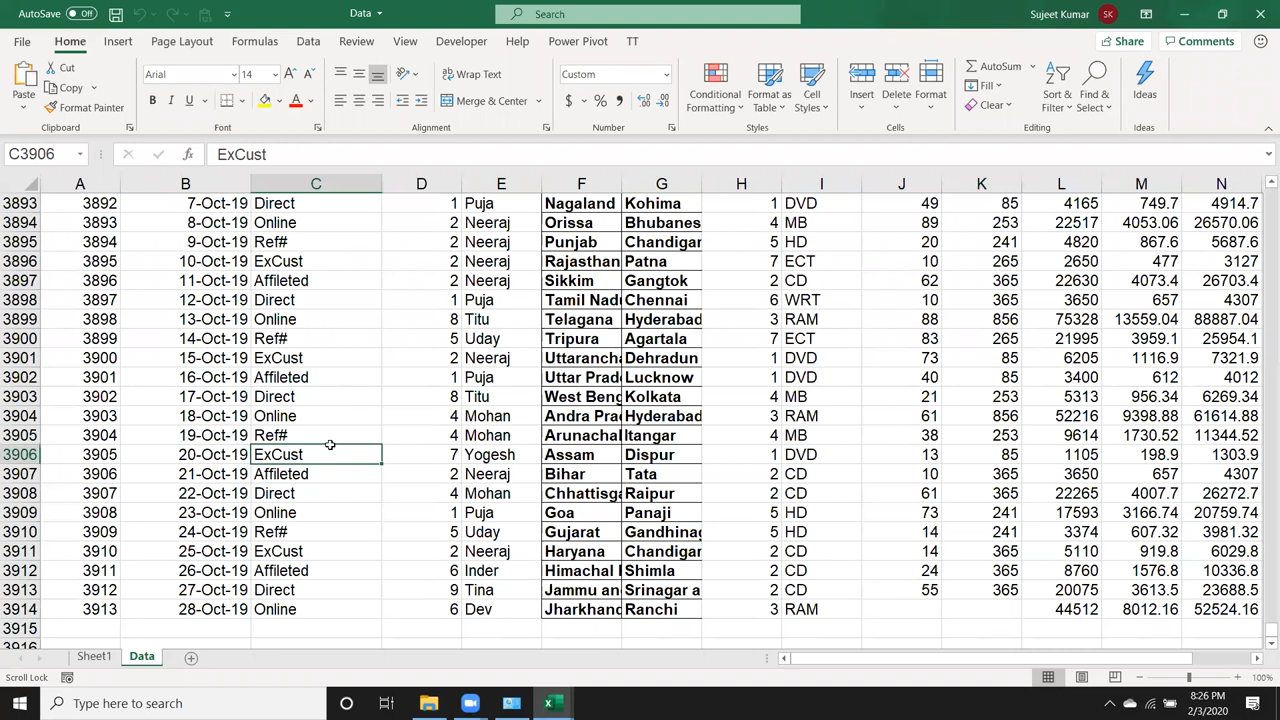 AutoSave Off Data Search Sujeet Kumar SK
File Home Insert Page Layout Formulas Data Review View Developer Help Power Pivot TT Share Comments
Paste Cut Copy Format Painter Clipboard
Arial 14 B I U A Font
Wrap Text Merge & Center Alignment
Custom $ % Number
Conditional Formatting Format as Table Cell Styles Styles
Insert Delete Format Cells
AutoSum Fill Clear Sort & Filter Find & Select Editing
Ideas Ideas
C3906 fx ExCust
A B C D E F G H I J K L M N
3893 3892 7-Oct-19 Direct 1 Puja Nagaland Kohima 1 DVD 49 85 4165 749.7 4914.7
3894 3893 8-Oct-19 Online 2 Neeraj Orissa Bhubanes 4 MB 89 253 22517 4053.06 26570.06
3895 3894 9-Oct-19 Ref# 2 Neeraj Punjab Chandigar 5 HD 20 241 4820 867.6 5687.6
3896 3895 10-Oct-19 ExCust 2 Neeraj Rajasthan Patna 7 ECT 10 265 2650 477 3127
3897 3896 11-Oct-19 Affileted 2 Neeraj Sikkim Gangtok 2 CD 62 365 22630 4073.4 26703.4
3898 3897 12-Oct-19 Direct 1 Puja Tamil Nadu Chennai 6 WRT 10 365 3650 657 4307
3899 3898 13-Oct-19 Online 8 Titu Telagana Hyderabad 3 RAM 88 856 75328 13559.04 88887.04
3900 3899 14-Oct-19 Ref# 5 Uday Tripura Agartala 7 ECT 83 265 21995 3959.1 25954.1
3901 3900 15-Oct-19 ExCust 2 Neeraj Uttarancha Dehradun 1 DVD 73 85 6205 1116.9 7321.9
3902 3901 16-Oct-19 Affileted 1 Puja Uttar Prade Lucknow 1 DVD 40 85 3400 612 4012
3903 3902 17-Oct-19 Direct 8 Titu West Beng Kolkata 4 MB 21 253 5313 956.34 6269.34
3904 3903 18-Oct-19 Online 4 Mohan Andra Prad Hyderabad 3 RAM 61 856 52216 9398.88 61614.88
3905 3904 19-Oct-19 Ref# 4 Mohan Arunachal Itangar 4 MB 38 253 9614 1730.52 11344.52
3906 3905 20-Oct-19 ExCust 7 Yogesh Assam Dispur 1 DVD 13 85 1105 198.9 1303.9
3907 3906 21-Oct-19 Affileted 2 Neeraj Bihar Tata 2 CD 10 365 3650 657 4307
3908 3907 22-Oct-19 Direct 4 Mohan Chhattisga Raipur 2 CD 61 365 22265 4007.7 26272.7
3909 3908 23-Oct-19 Online 1 Puja Goa Panaji 5 HD 73 241 17593 3166.74 20759.74
3910 3909 24-Oct-19 Ref# 5 Uday Gujarat Gandhinag 5 HD 14 241 3374 607.32 3981.32
3911 3910 25-Oct-19 ExCust 2 Neeraj Haryana Chandigar 2 CD 14 365 5110 919.8 6029.8
3912 3911 26-Oct-19 Affileted 6 Inder Himachal Shimla 2 CD 24 365 8760 1576.8 10336.8
3913 3912 27-Oct-19 Direct 9 Tina Jammu an Srinagar a 2 CD 55 365 20075 3613.5 23688.5
3914 3913 28-Oct-19 Online 6 Dev Jharkhand Ranchi 3 RAM 44512 8012.16 52524.16
3915
3916
Sheet1 Data
Scroll Lock 100%
Type here to search 8:26 PM
2/3/2020